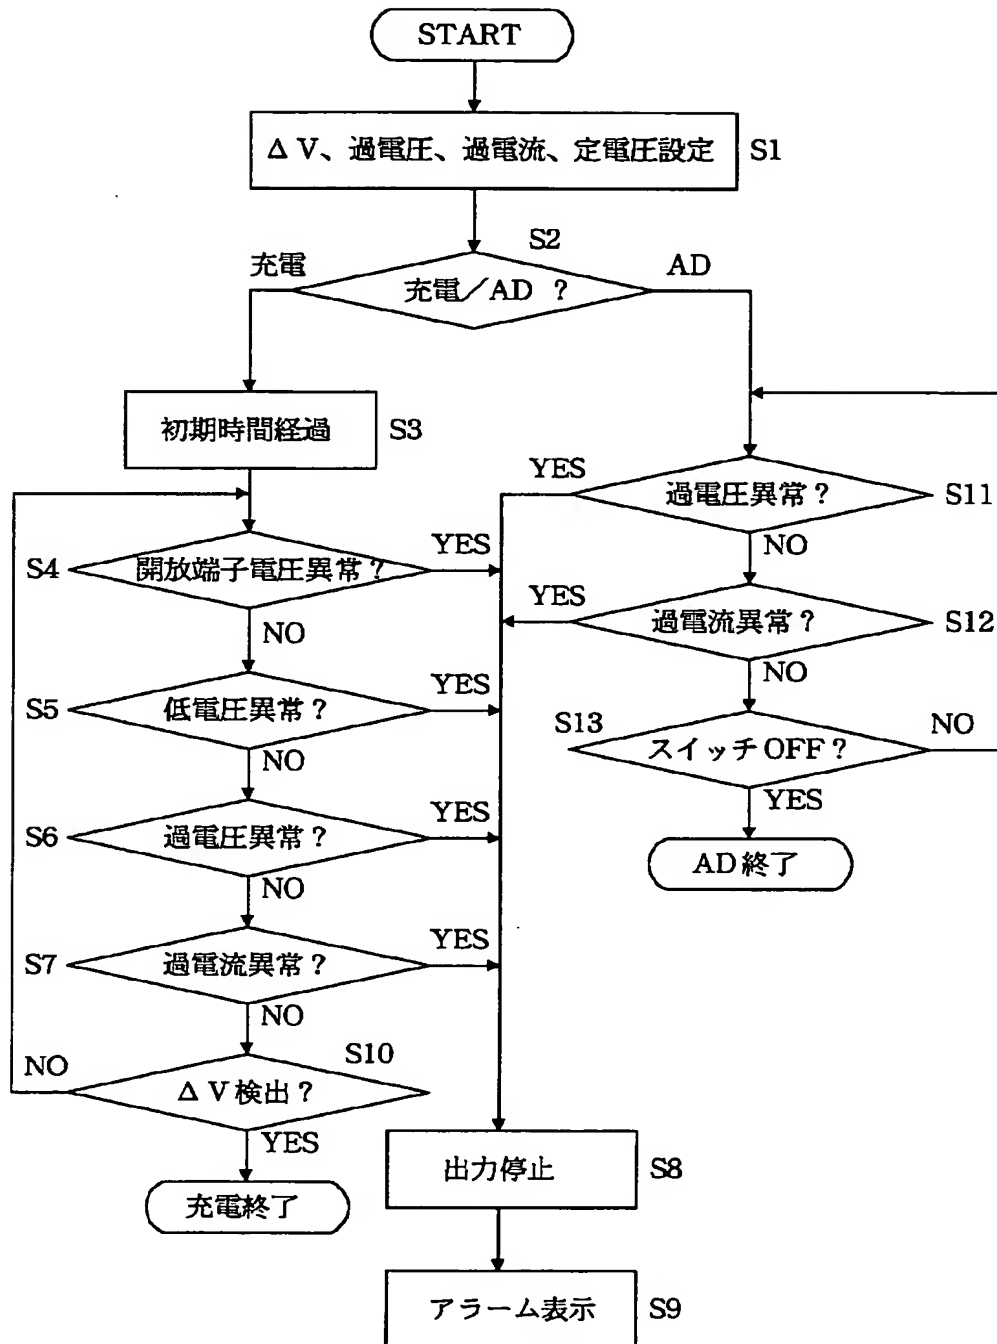 START
ΔV、過電圧、過電流、定電圧設定 S1
S2
充電 AD
充電／AD ?
初期時間経過 S3
YES
過電圧異常? S11
NO
S4 開放端子電圧異常? YES
NO
YES
過電流異常? S12
NO
S5 低電圧異常? YES
NO
S13
スイッチOFF? NO
YES
S6 過電圧異常? YES
NO
AD終了
S7 過電流異常? YES
NO
S10
NO
ΔV検出?
YES
充電終了
出力停止 S8
アラーム表示 S9